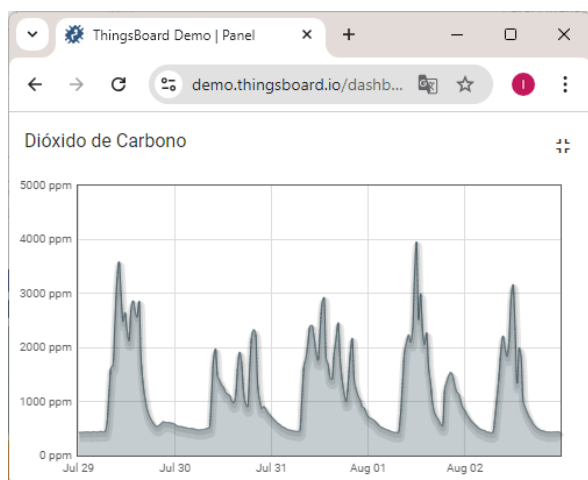 ThingsBoard Demo | Panel
demo.thingsboard.io/dashb...
I
Dióxido de Carbono
5000 ppm
4000 ppm
3000 ppm
2000 ppm
1000 ppm
0 ppm
Jul 29 Jul 30 Jul 31 Aug 01 Aug 02